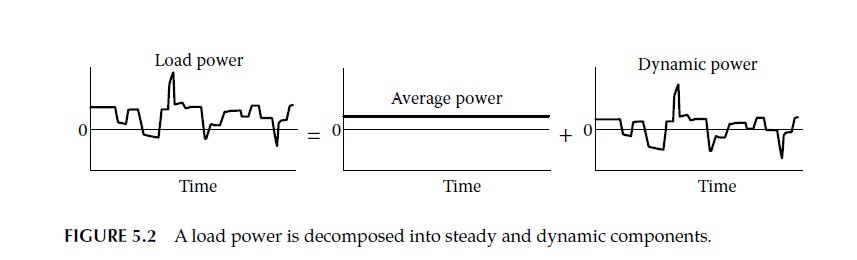 Load power
0
Time
=
Average power
0
Time
+
Dynamic power
0
Time
FIGURE 5.2 A load power is decomposed into steady and dynamic components.